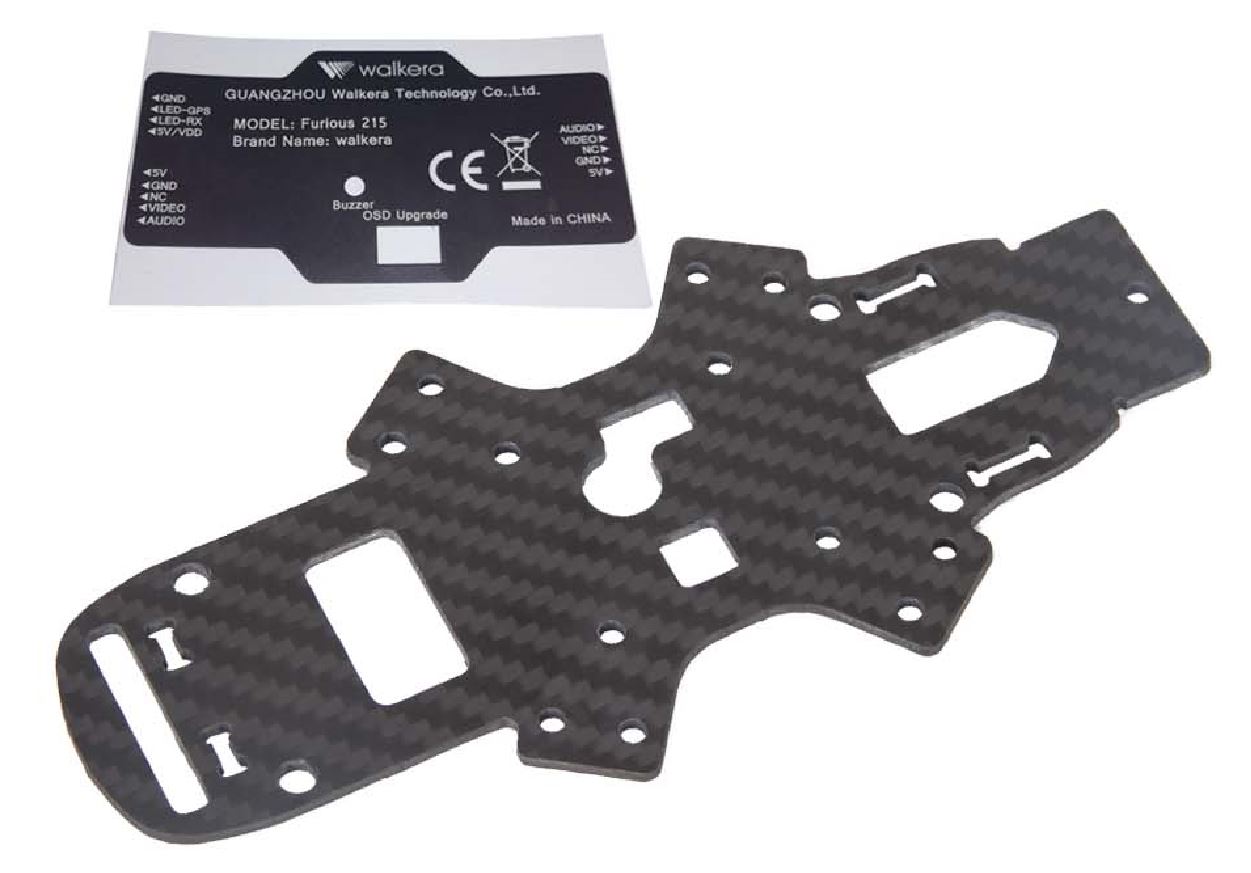 walkera
GUANGZHOU Walkera Technology Co.,Ltd.
MODEL: Furious 215
Brand Name: walkera
◄GND
◄LED-GPS
◄LED-RX
◄5V/VDD
◄5V
◄GND
◄NC
◄VIDEO
◄AUDIO
CE
Buzzer
OSD Upgrade
AUDIO►
VIDEO►
NC►
GND►
5V►
Made in CHINA